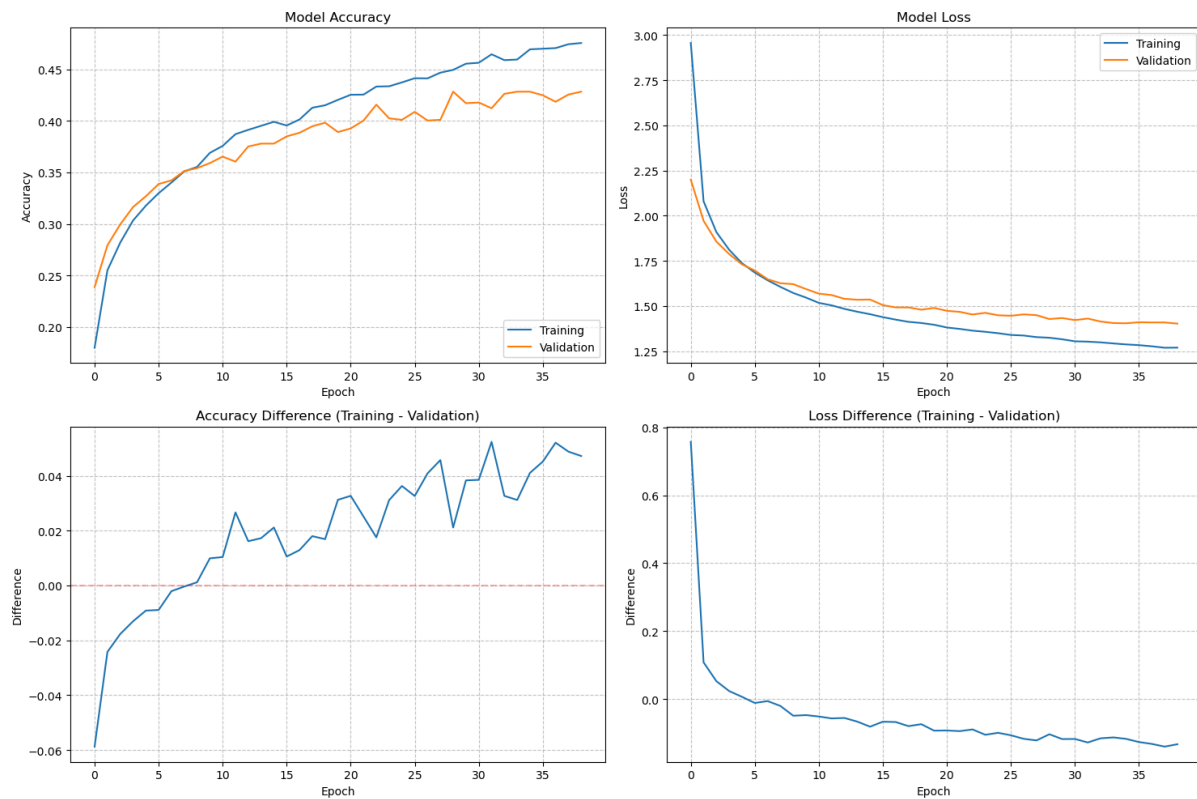 Model Accuracy
Accuracy
0.45
0.40
0.35
0.30
0.25
0.20
0 5 10 15 20 25 30 35
Epoch
Training
Validation
Model Loss
Loss
3.00
2.75
2.50
2.25
2.00
1.75
1.50
1.25
0 5 10 15 20 25 30 35
Epoch
Training
Validation
Accuracy Difference (Training - Validation)
Difference
0.04
0.02
0.00
−0.02
−0.04
−0.06
0 5 10 15 20 25 30 35
Epoch
Loss Difference (Training - Validation)
Difference
0.8
0.6
0.4
0.2
0.0
0 5 10 15 20 25 30 35
Epoch